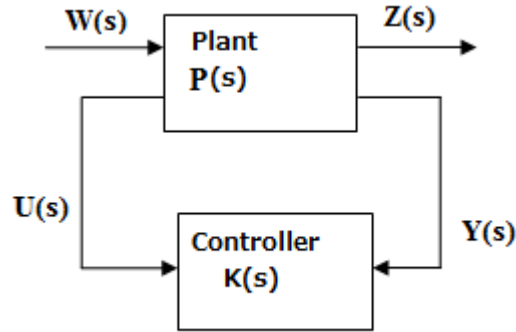 W(s)
Z(s)
Plant
P(s)
U(s)
Y(s)
Controller
K(s)